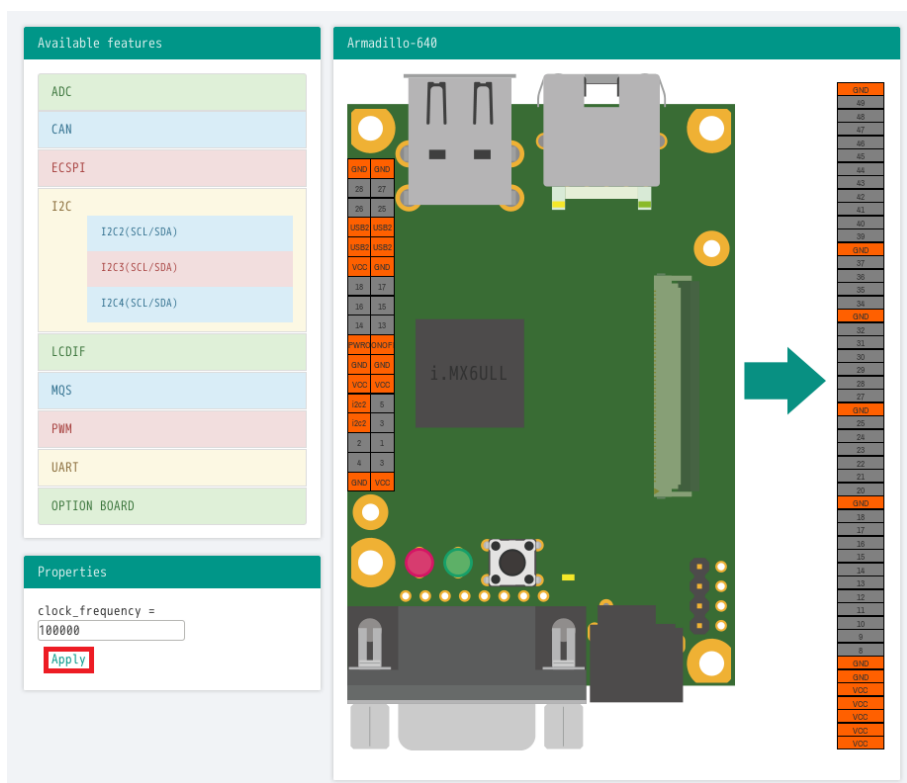 Available features
ADC
CAN
ECSPI
I2C
I2C2(SCL/SDA)
I2C3(SCL/SDA)
I2C4(SCL/SDA)
LCDIF
MQS
PWM
UART
OPTION BOARD
Properties
clock_frequency =
100000
Apply
Armadillo-640
GND GND
28 27
26 25
USB2 USB2
USB2 USB2
VCC GND
18 17
16 15
14 13
GND GND
VCC VCC
i2c2 5
i2c2 3
2 1
4 3
GND VCC
i.MX6ULL
GND
49
48
47
46
45
44
43
42
41
40
39
GND
37
36
35
34
GND
32
31
30
29
28
27
GND
25
24
23
22
21
20
GND
18
17
16
15
14
13
12
11
10
9
8
GND
GND
VCC
VCC
VCC
VCC
VCC